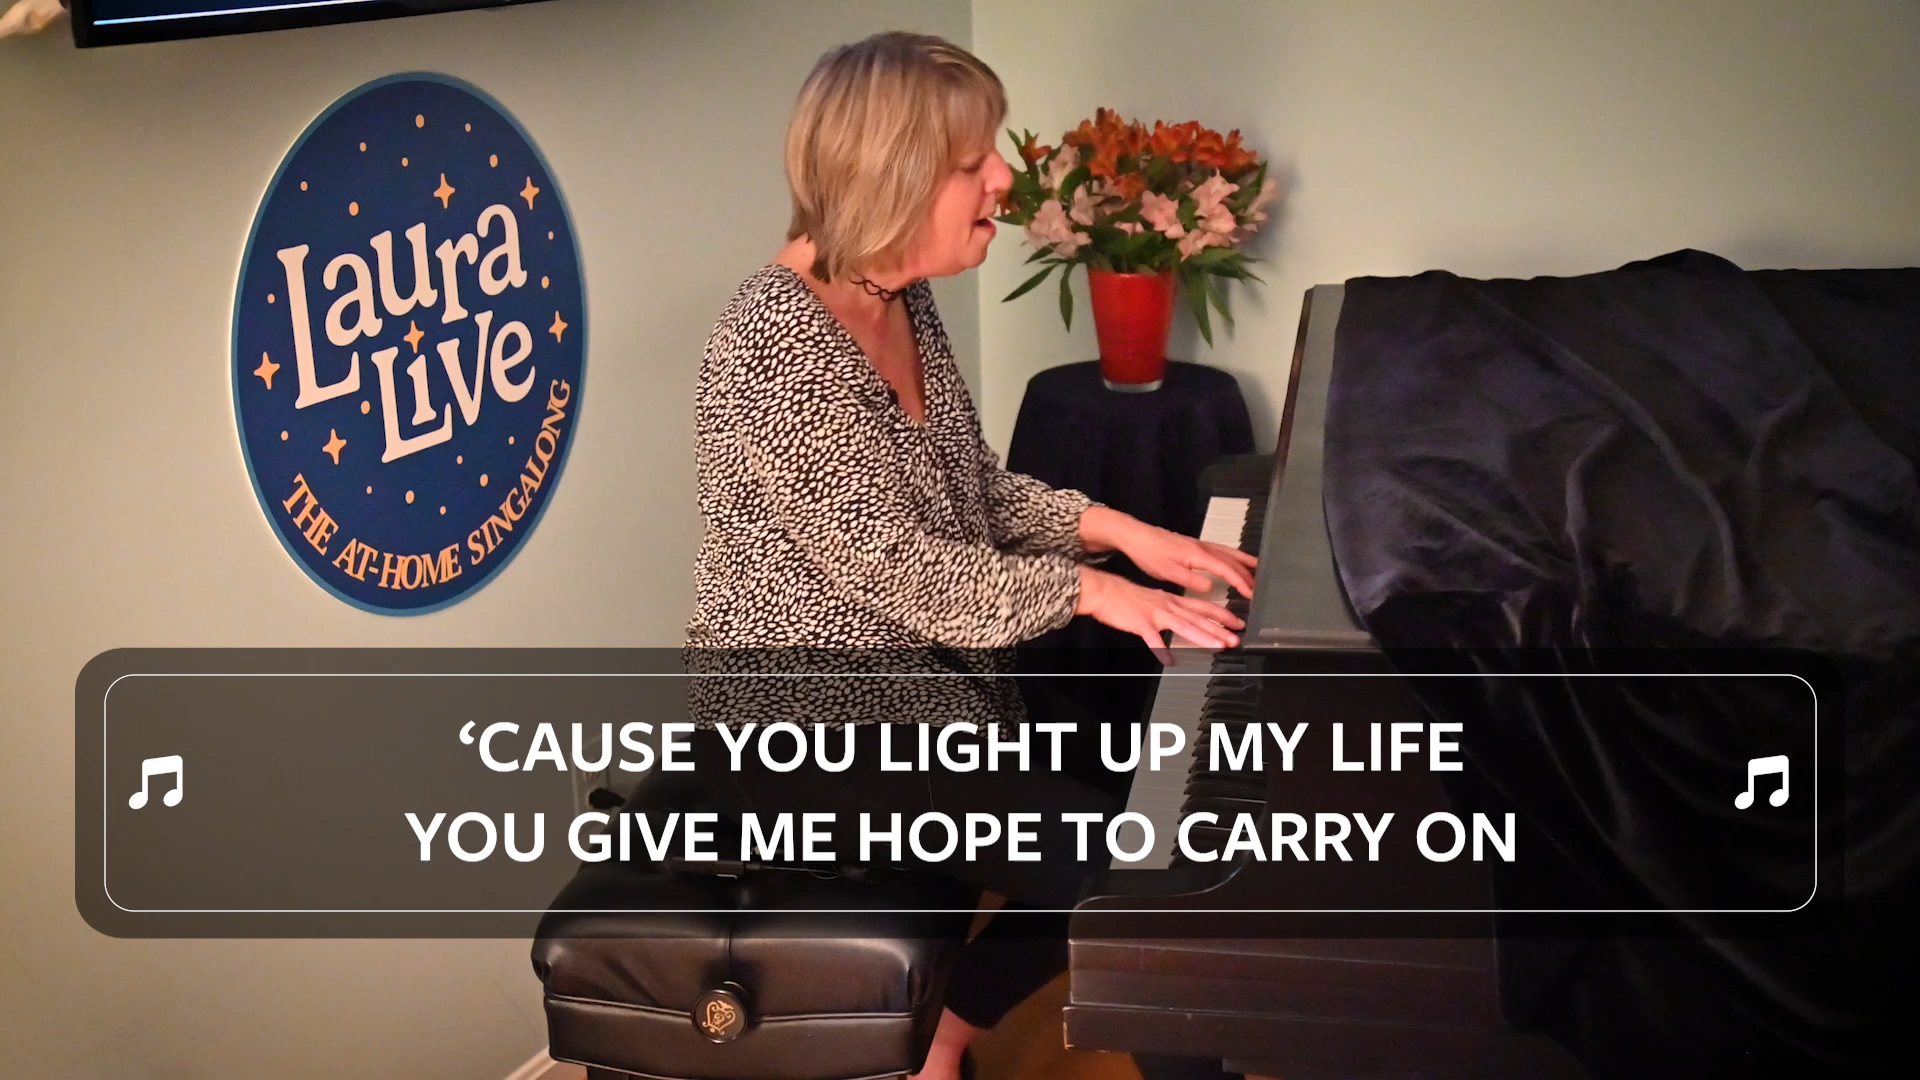 Laura
Live
THE AT-HOME SINGALONG
‘CAUSE YOU LIGHT UP MY LIFE
YOU GIVE ME HOPE TO CARRY ON